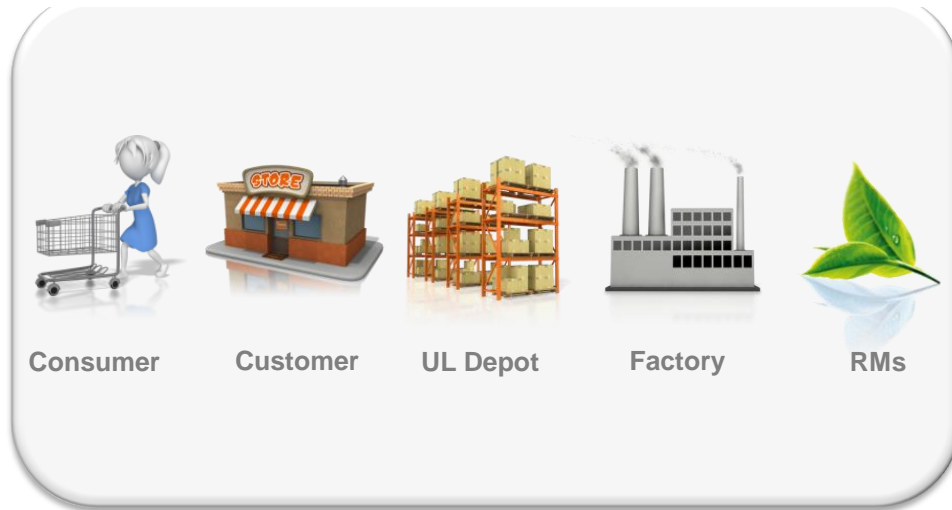 STORE
Consumer
Customer
UL Depot
Factory
RMs